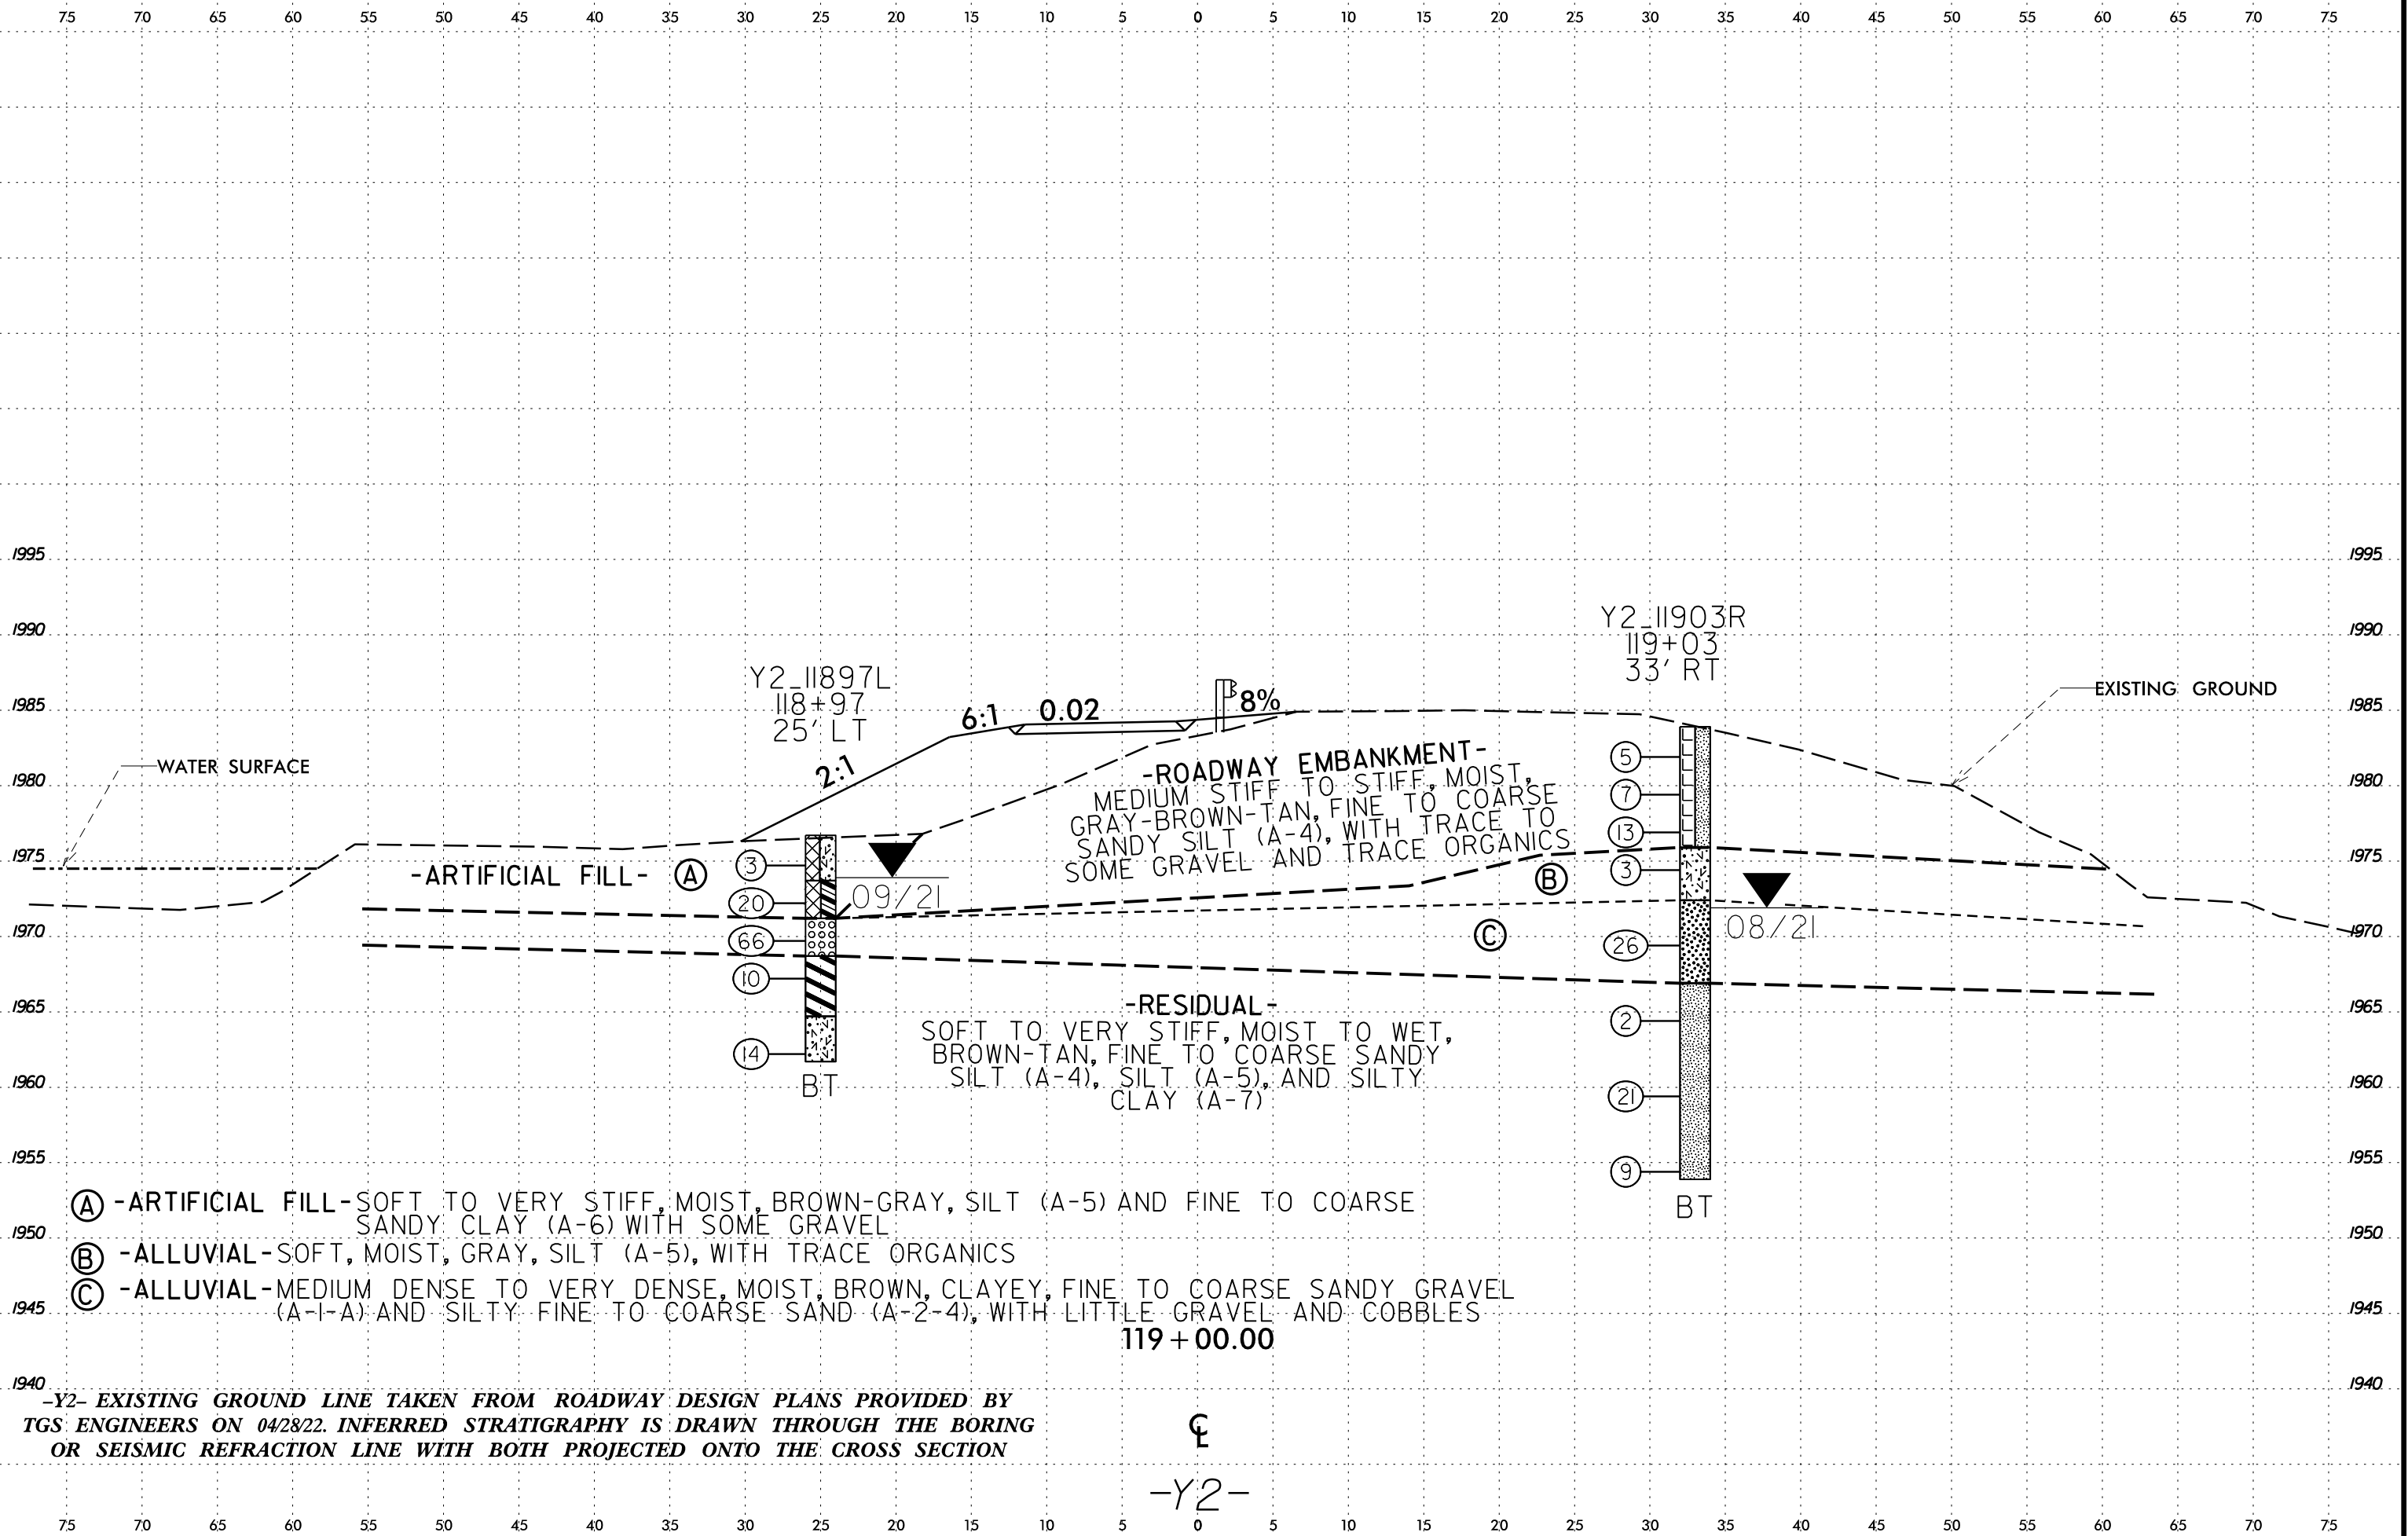 75 70 65 60 55 50 45 40 35 30 25 20 15 10 5 0 5 10 15 20 25 30 35 40 45 50 55 60 65 70 75
1995 1995
1990 1990
Y2_11903R
119+03
33' RT
Y2_11897L
118+97
25' LT
EXISTING GROUND
1985 1985
6:1 0.02 8%
2:1
WATER SURFACE
1980 1980
-ROADWAY EMBANKMENT-
MEDIUM STIFF TO STIFF, MOIST,
GRAY-BROWN-TAN, FINE TO COARSE
SANDY SILT (A-4), WITH TRACE TO
SOME GRAVEL AND TRACE ORGANICS
5
7
13
3
26
2
21
9
BT
08/21
1975 1975
-ARTIFICIAL FILL- A
3
20
66
10
14
BT
09/21
B
C
1970 1970
1965 1965
-RESIDUAL-
SOFT TO VERY STIFF, MOIST TO WET,
BROWN-TAN, FINE TO COARSE SANDY
SILT (A-4), SILT (A-5), AND SILTY
CLAY (A-7)
1960 1960
1955 1955
A -ARTIFICIAL FILL- SOFT TO VERY STIFF, MOIST, BROWN-GRAY, SILT (A-5) AND FINE TO COARSE
SANDY CLAY (A-6) WITH SOME GRAVEL
1950 1950
B -ALLUVIAL- SOFT, MOIST, GRAY, SILT (A-5), WITH TRACE ORGANICS
C -ALLUVIAL- MEDIUM DENSE TO VERY DENSE, MOIST, BROWN, CLAYEY, FINE TO COARSE SANDY GRAVEL
(A-1-A) AND SILTY FINE TO COARSE SAND (A-2-4), WITH LITTLE GRAVEL AND COBBLES
1945 1945
119+00.00
1940 1940
-Y2- EXISTING GROUND LINE TAKEN FROM ROADWAY DESIGN PLANS PROVIDED BY
TGS ENGINEERS ON 04/28/22. INFERRED STRATIGRAPHY IS DRAWN THROUGH THE BORING
OR SEISMIC REFRACTION LINE WITH BOTH PROJECTED ONTO THE CROSS SECTION
℄
-Y2-
75 70 65 60 55 50 45 40 35 30 25 20 15 10 5 0 5 10 15 20 25 30 35 40 45 50 55 60 65 70 75